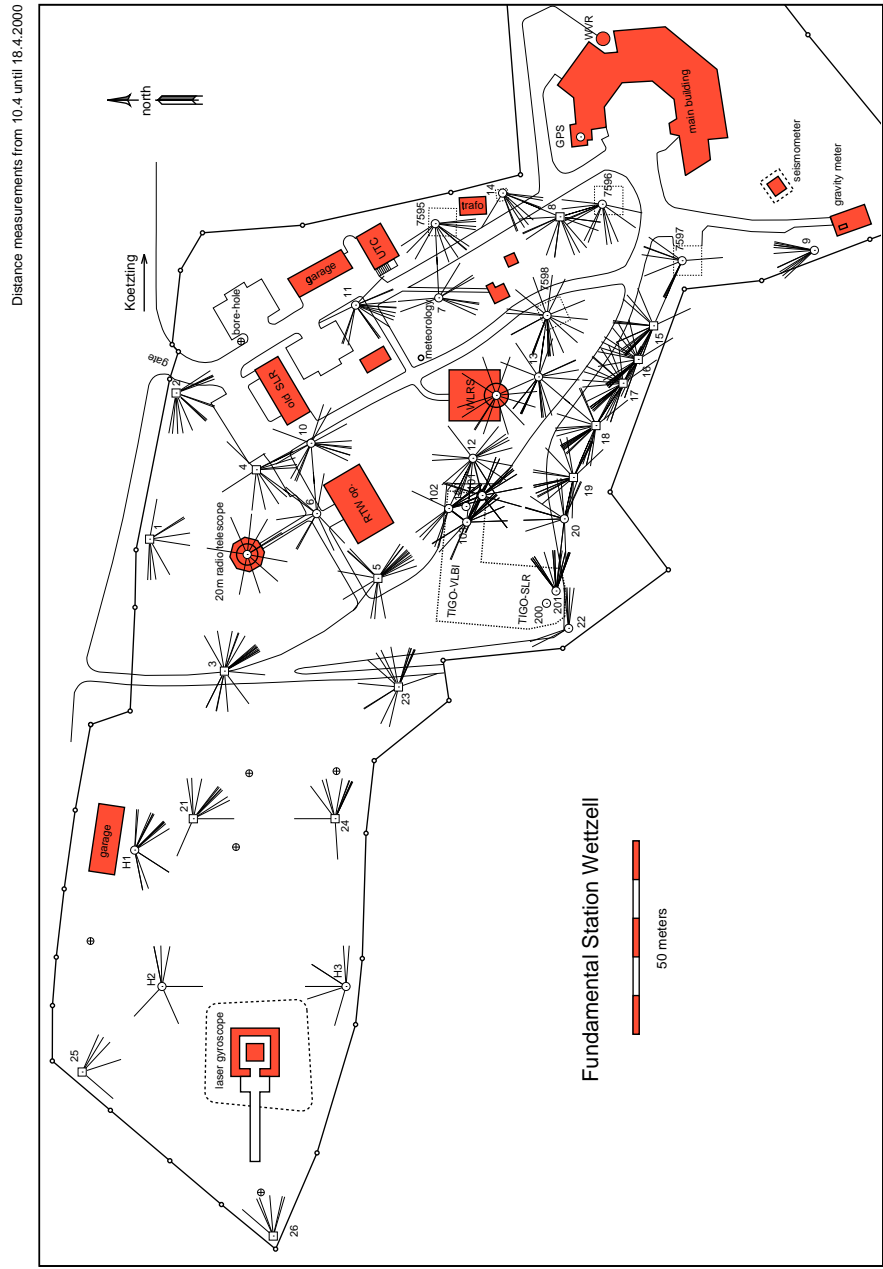 Distance measurements from 10.4 until 18.4.2000
north
Koetzting
gate
bore-hole
garage
UTC
old SLR
trafo
7595
14
8
7596
GPS
WVR
main building
seismometer
gravity meter
9
7597
7598
meteorology
7
11
2
4
10
1
6
RTW op.
20m radiotelescope
5
3
WLRS
13
12
102
101
15
16
17
18
19
20
TIGO-VLBI
TIGO-SLR
200
201
22
23
garage
H1
21
24
H2
H3
25
laser gyroscope
26
Fundamental Station Wettzell
50 meters